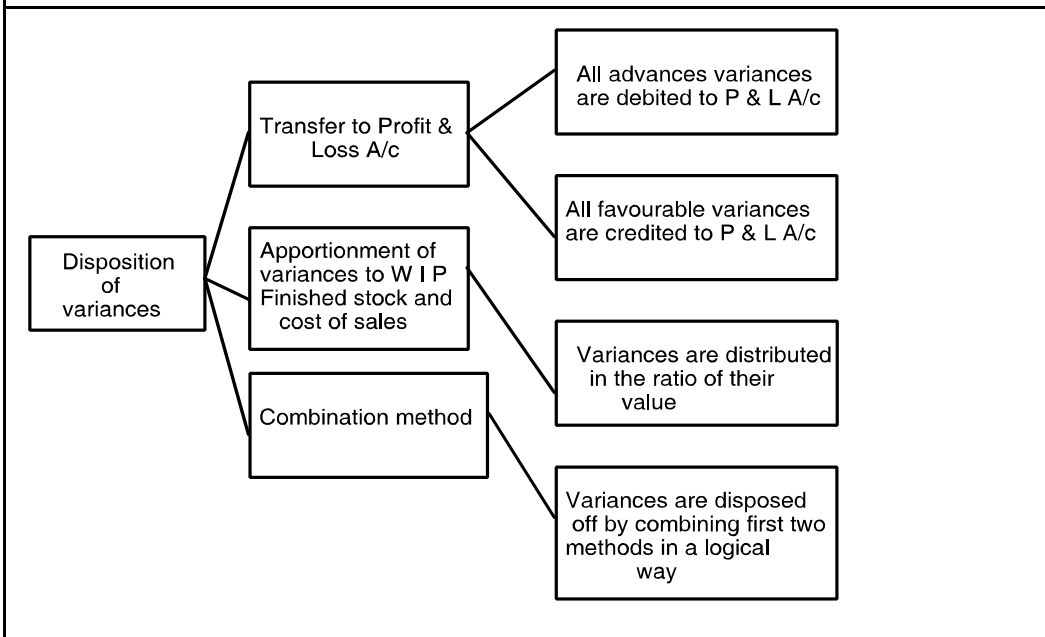 Disposition
of
variances
Transfer to Profit &
Loss A/c
All advances variances
are debited to P & L A/c
All favourable variances
are credited to P & L A/c
Apportionment of
variances to W I P
Finished stock and
cost of sales
Variances are distributed
in the ratio of their
value
Combination method
Variances are disposed
off by combining first two
methods in a logical
way